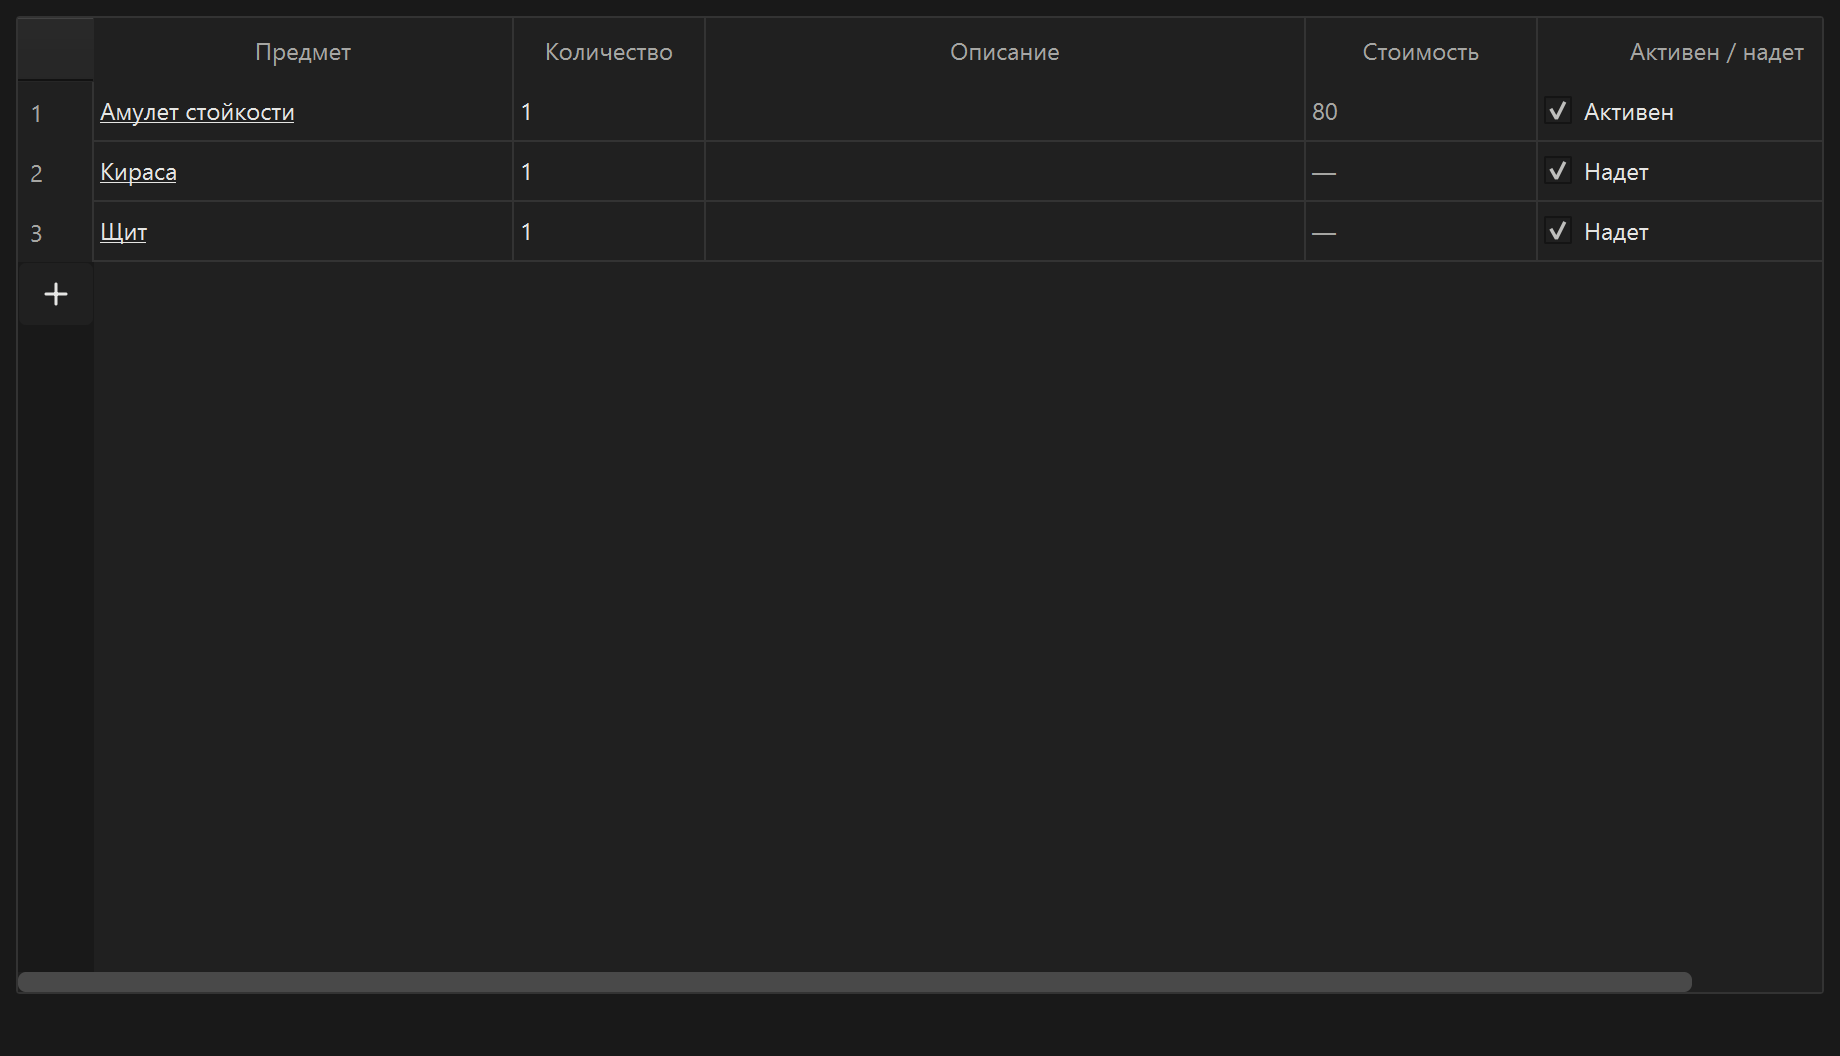 Предмет Количество Описание Стоимость Активен / надет
1 Амулет стойкости 1 80 Активен
2 Кираса 1 — Надет
3 Щит 1 — Надет